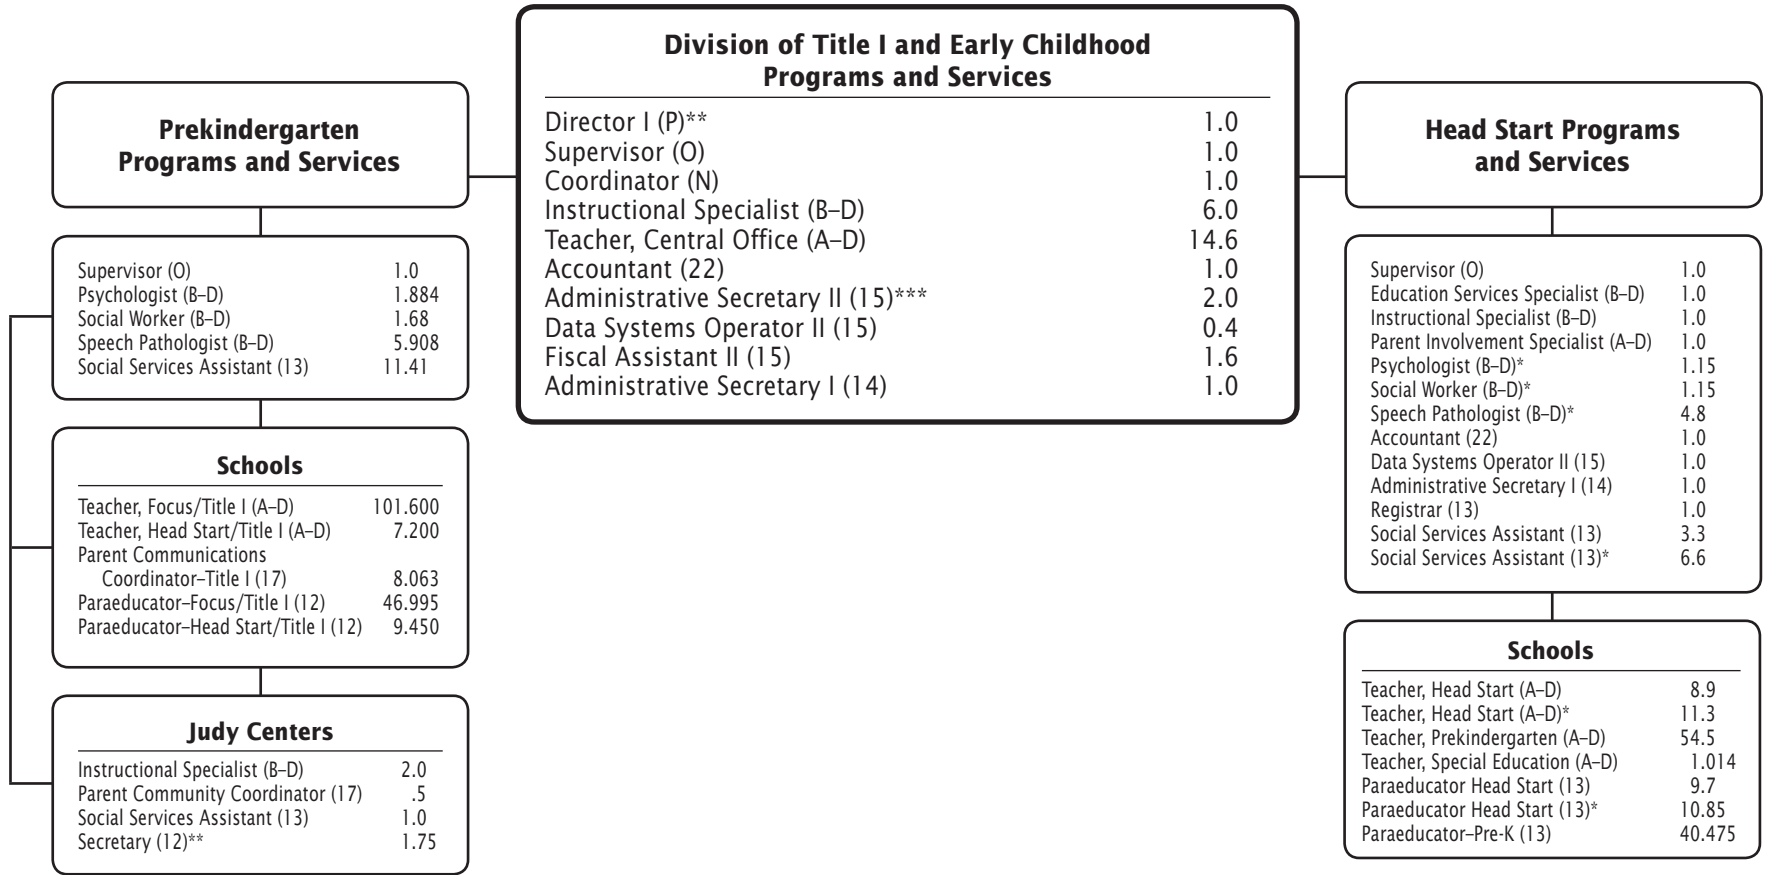 Division of Title I and Early Childhood
Programs and Services
Director I (P)** 1.0
Supervisor (O) 1.0
Coordinator (N) 1.0
Instructional Specialist (B–D) 6.0
Teacher, Central Office (A–D) 14.6
Accountant (22) 1.0
Administrative Secretary II (15)*** 2.0
Data Systems Operator II (15) 0.4
Fiscal Assistant II (15) 1.6
Administrative Secretary I (14) 1.0
Prekindergarten
Programs and Services
Supervisor (O) 1.0
Psychologist (B–D) 1.884
Social Worker (B–D) 1.68
Speech Pathologist (B–D) 5.908
Social Services Assistant (13) 11.41
Schools
Teacher, Focus/Title I (A–D) 101.600
Teacher, Head Start/Title I (A–D) 7.200
Parent Communications
Coordinator–Title I (17) 8.063
Paraeducator–Focus/Title I (12) 46.995
Paraeducator–Head Start/Title I (12) 9.450
Judy Centers
Instructional Specialist (B–D) 2.0
Parent Community Coordinator (17) .5
Social Services Assistant (13) 1.0
Secretary (12)** 1.75
Head Start Programs
and Services
Supervisor (O) 1.0
Education Services Specialist (B–D) 1.0
Instructional Specialist (B–D) 1.0
Parent Involvement Specialist (A–D) 1.0
Psychologist (B–D)* 1.15
Social Worker (B–D)* 1.15
Speech Pathologist (B–D)* 4.8
Accountant (22) 1.0
Data Systems Operator II (15) 1.0
Administrative Secretary I (14) 1.0
Registrar (13) 1.0
Social Services Assistant (13) 3.3
Social Services Assistant (13)* 6.6
Schools
Teacher, Head Start (A–D) 8.9
Teacher, Head Start (A–D)* 11.3
Teacher, Prekindergarten (A–D) 54.5
Teacher, Special Education (A–D) 1.014
Paraeducator Head Start (13) 9.7
Paraeducator Head Start (13)* 10.85
Paraeducator–Pre-K (13) 40.475